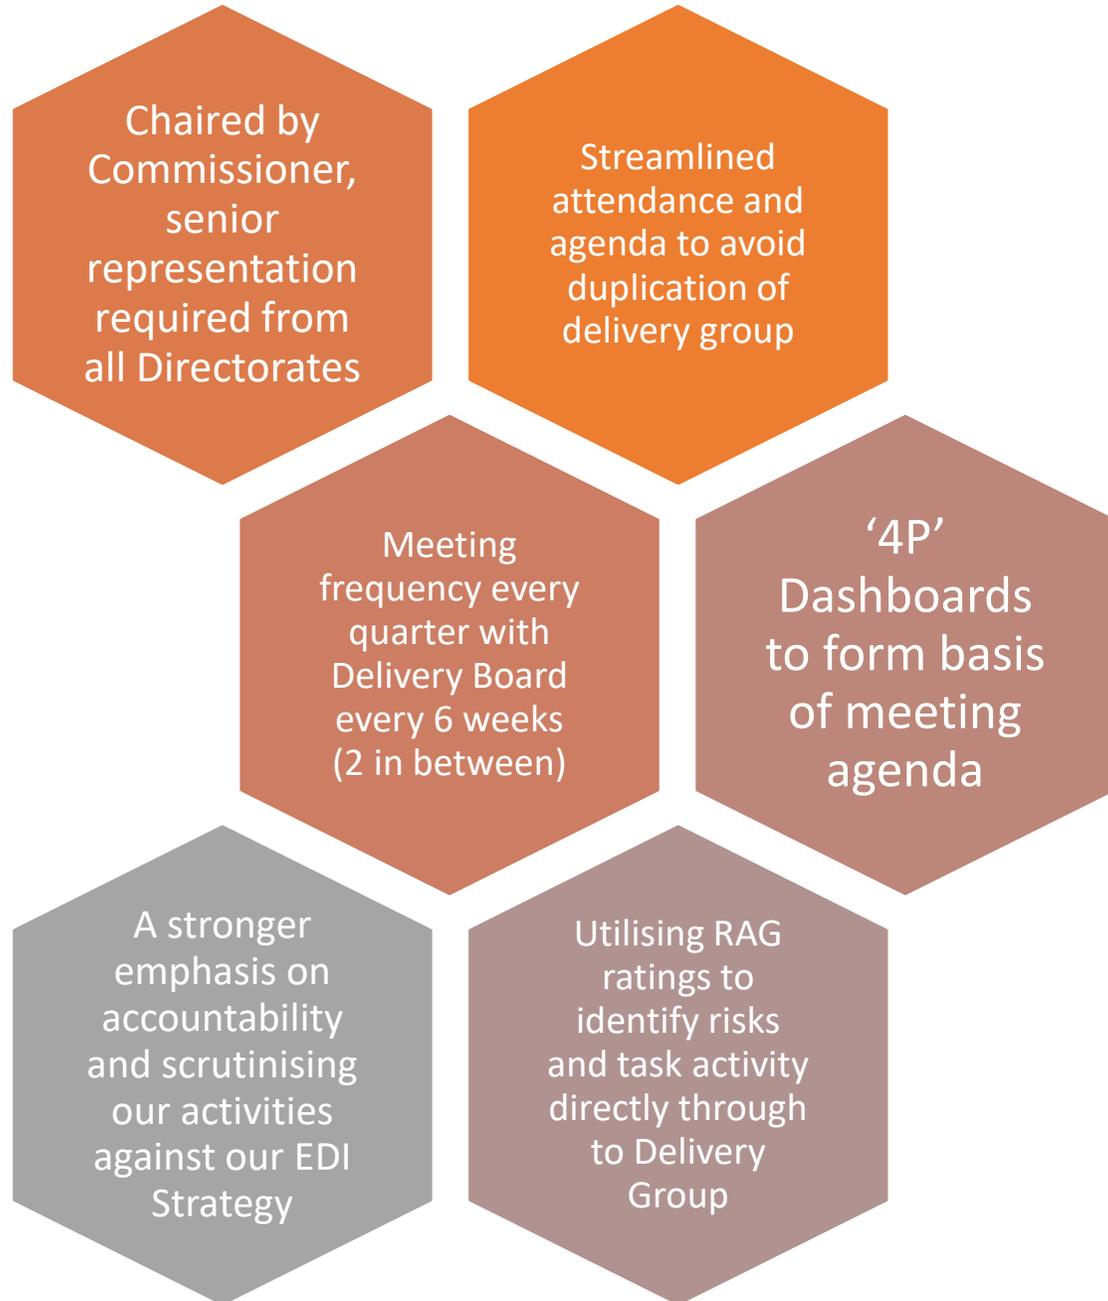 Chaired by
Commissioner,
senior
representation
required from
all Directorates
Streamlined
attendance and
agenda to avoid
duplication of
delivery group
Meeting
frequency every
quarter with
Delivery Board
every 6 weeks
(2 in between)
‘4P’
Dashboards
to form basis
of meeting
agenda
A stronger
emphasis on
accountability
and scrutinising
our activities
against our EDI
Strategy
Utilising RAG
ratings to
identify risks
and task activity
directly through
to Delivery
Group